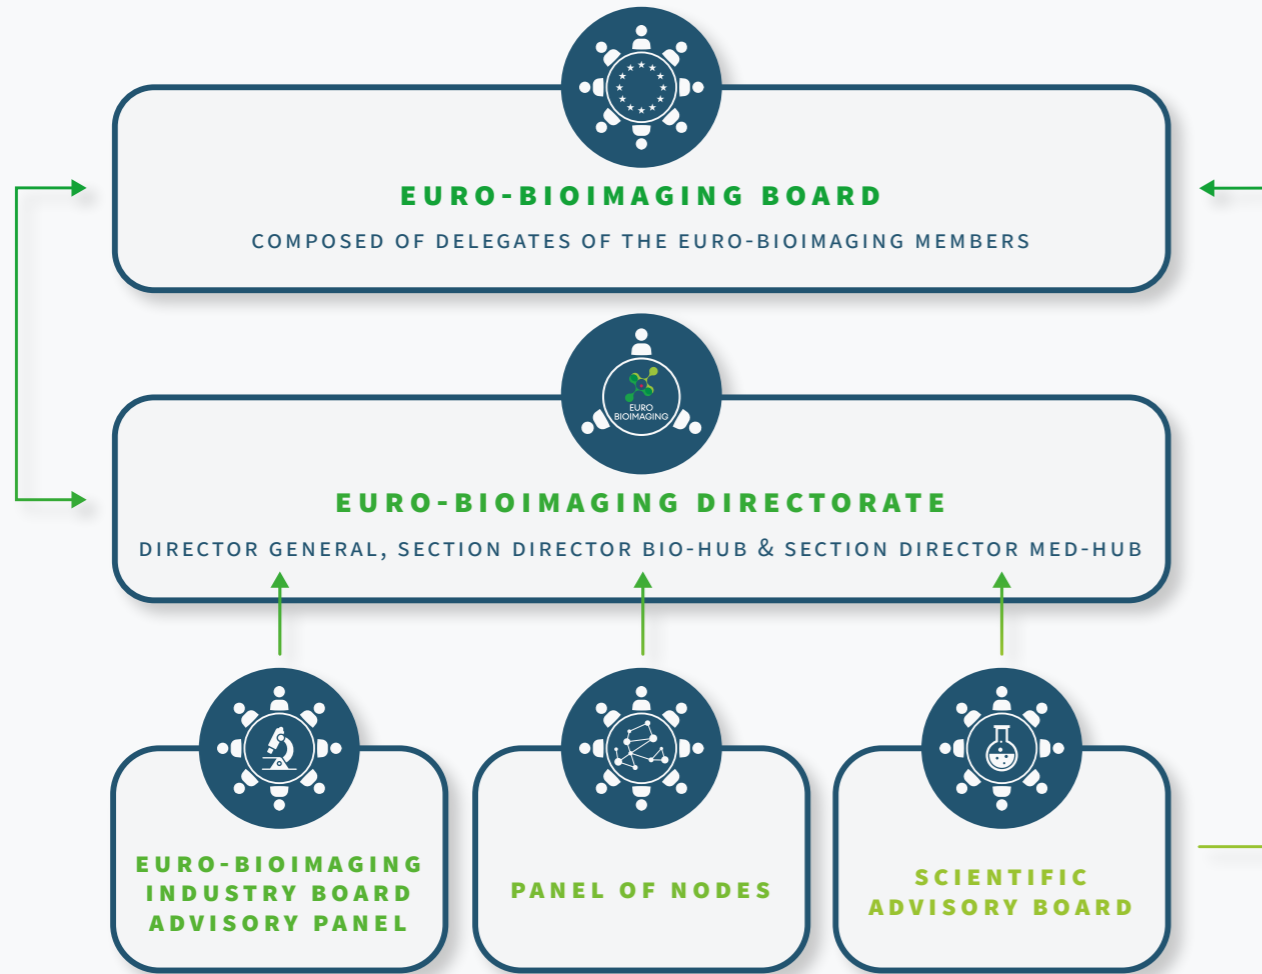 EURO-BIOIMAGING BOARD
COMPOSED OF DELEGATES OF THE EURO-BIOIMAGING MEMBERS
EURO
BIOIMAGING
EURO-BIOIMAGING DIRECTORATE
DIRECTOR GENERAL, SECTION DIRECTOR BIO-HUB & SECTION DIRECTOR MED-HUB
EURO-BIOIMAGING
INDUSTRY BOARD
ADVISORY PANEL
PANEL OF NODES
SCIENTIFIC
ADVISORY BOARD